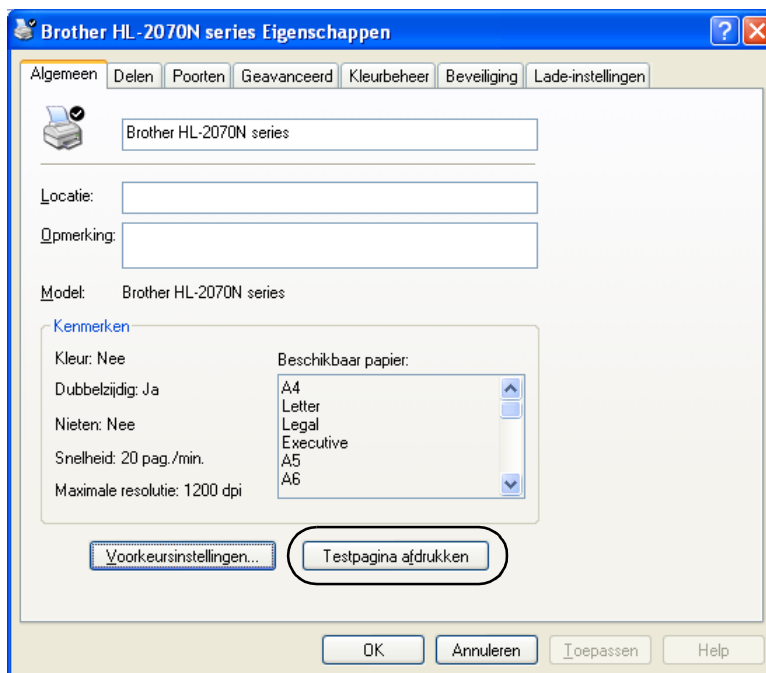 Brother HL-2070N series Eigenschappen
?
Algemeen Delen Poorten Geavanceerd Kleurbeheer Beveiliging Lade-instellingen
Brother HL-2070N series
Locatie:
Opmerking:
Model: Brother HL-2070N series
Kenmerken
Kleur: Nee
Dubbelzijdig: Ja
Nieten: Nee
Snelheid: 20 pag./min.
Maximale resolutie: 1200 dpi
Beschikbaar papier:
A4
Letter
Legal
Executive
A5
A6
Voorkeursinstellingen... Testpagina afdrukken
OK Annuleren Toepassen Help